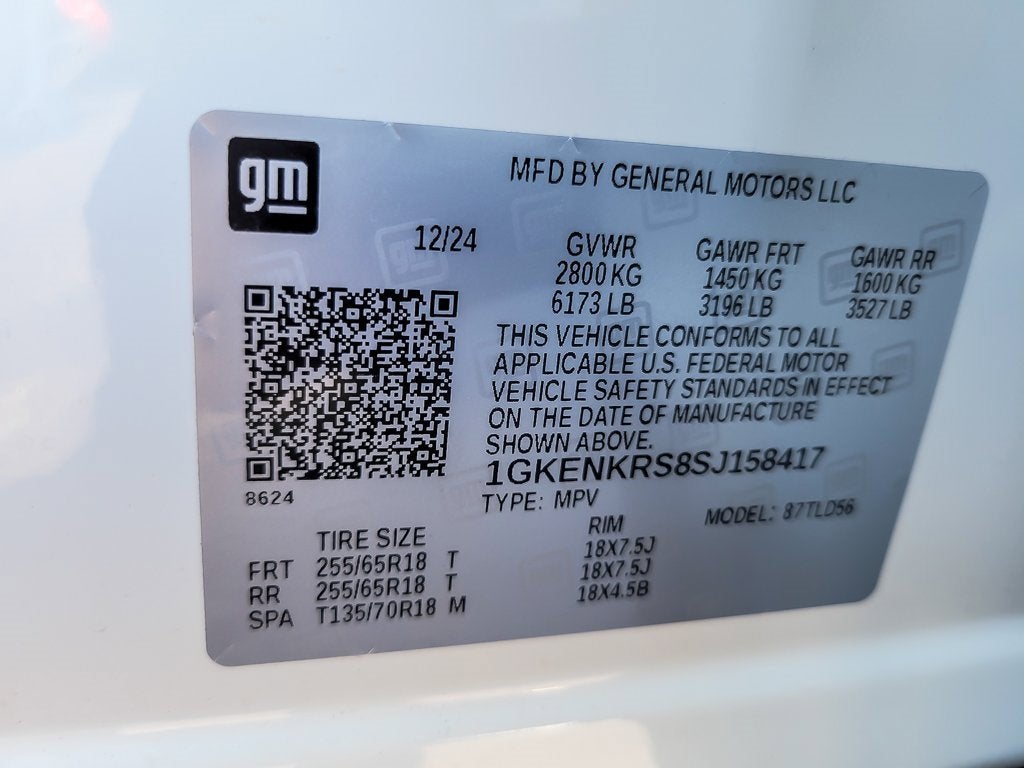 gm
MFD BY GENERAL MOTORS LLC
12/24 GVWR GAWR FRT GAWR RR
2800 KG 1450 KG 1600 KG
6173 LB 3196 LB 3527 LB
THIS VEHICLE CONFORMS TO ALL
APPLICABLE U.S. FEDERAL MOTOR
VEHICLE SAFETY STANDARDS IN EFFECT
ON THE DATE OF MANUFACTURE
SHOWN ABOVE.
1GKENKRS8SJ158417
8624
TYPE: MPV MODEL: 87TLD56
TIRE SIZE RIM
FRT 255/65R18 T 18X7.5J
RR 255/65R18 T 18X7.5J
SPA T135/70R18 M 18X4.5B